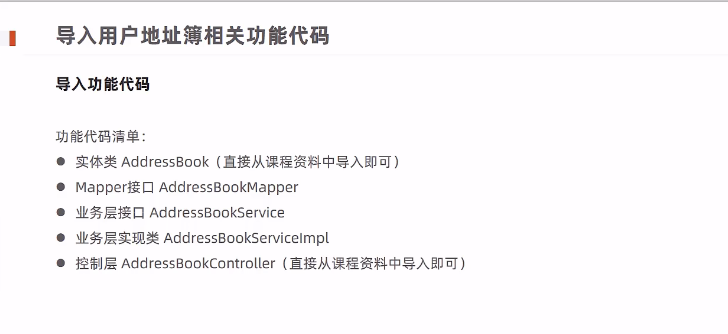 导入用户地址簿相关功能代码
导入功能代码
功能代码清单：
● 实体类 AddressBook（直接从课程资料中导入即可）
● Mapper接口 AddressBookMapper
● 业务层接口 AddressBookService
● 业务层实现类 AddressBookServiceImpl
● 控制层 AddressBookController（直接从课程资料中导入即可）